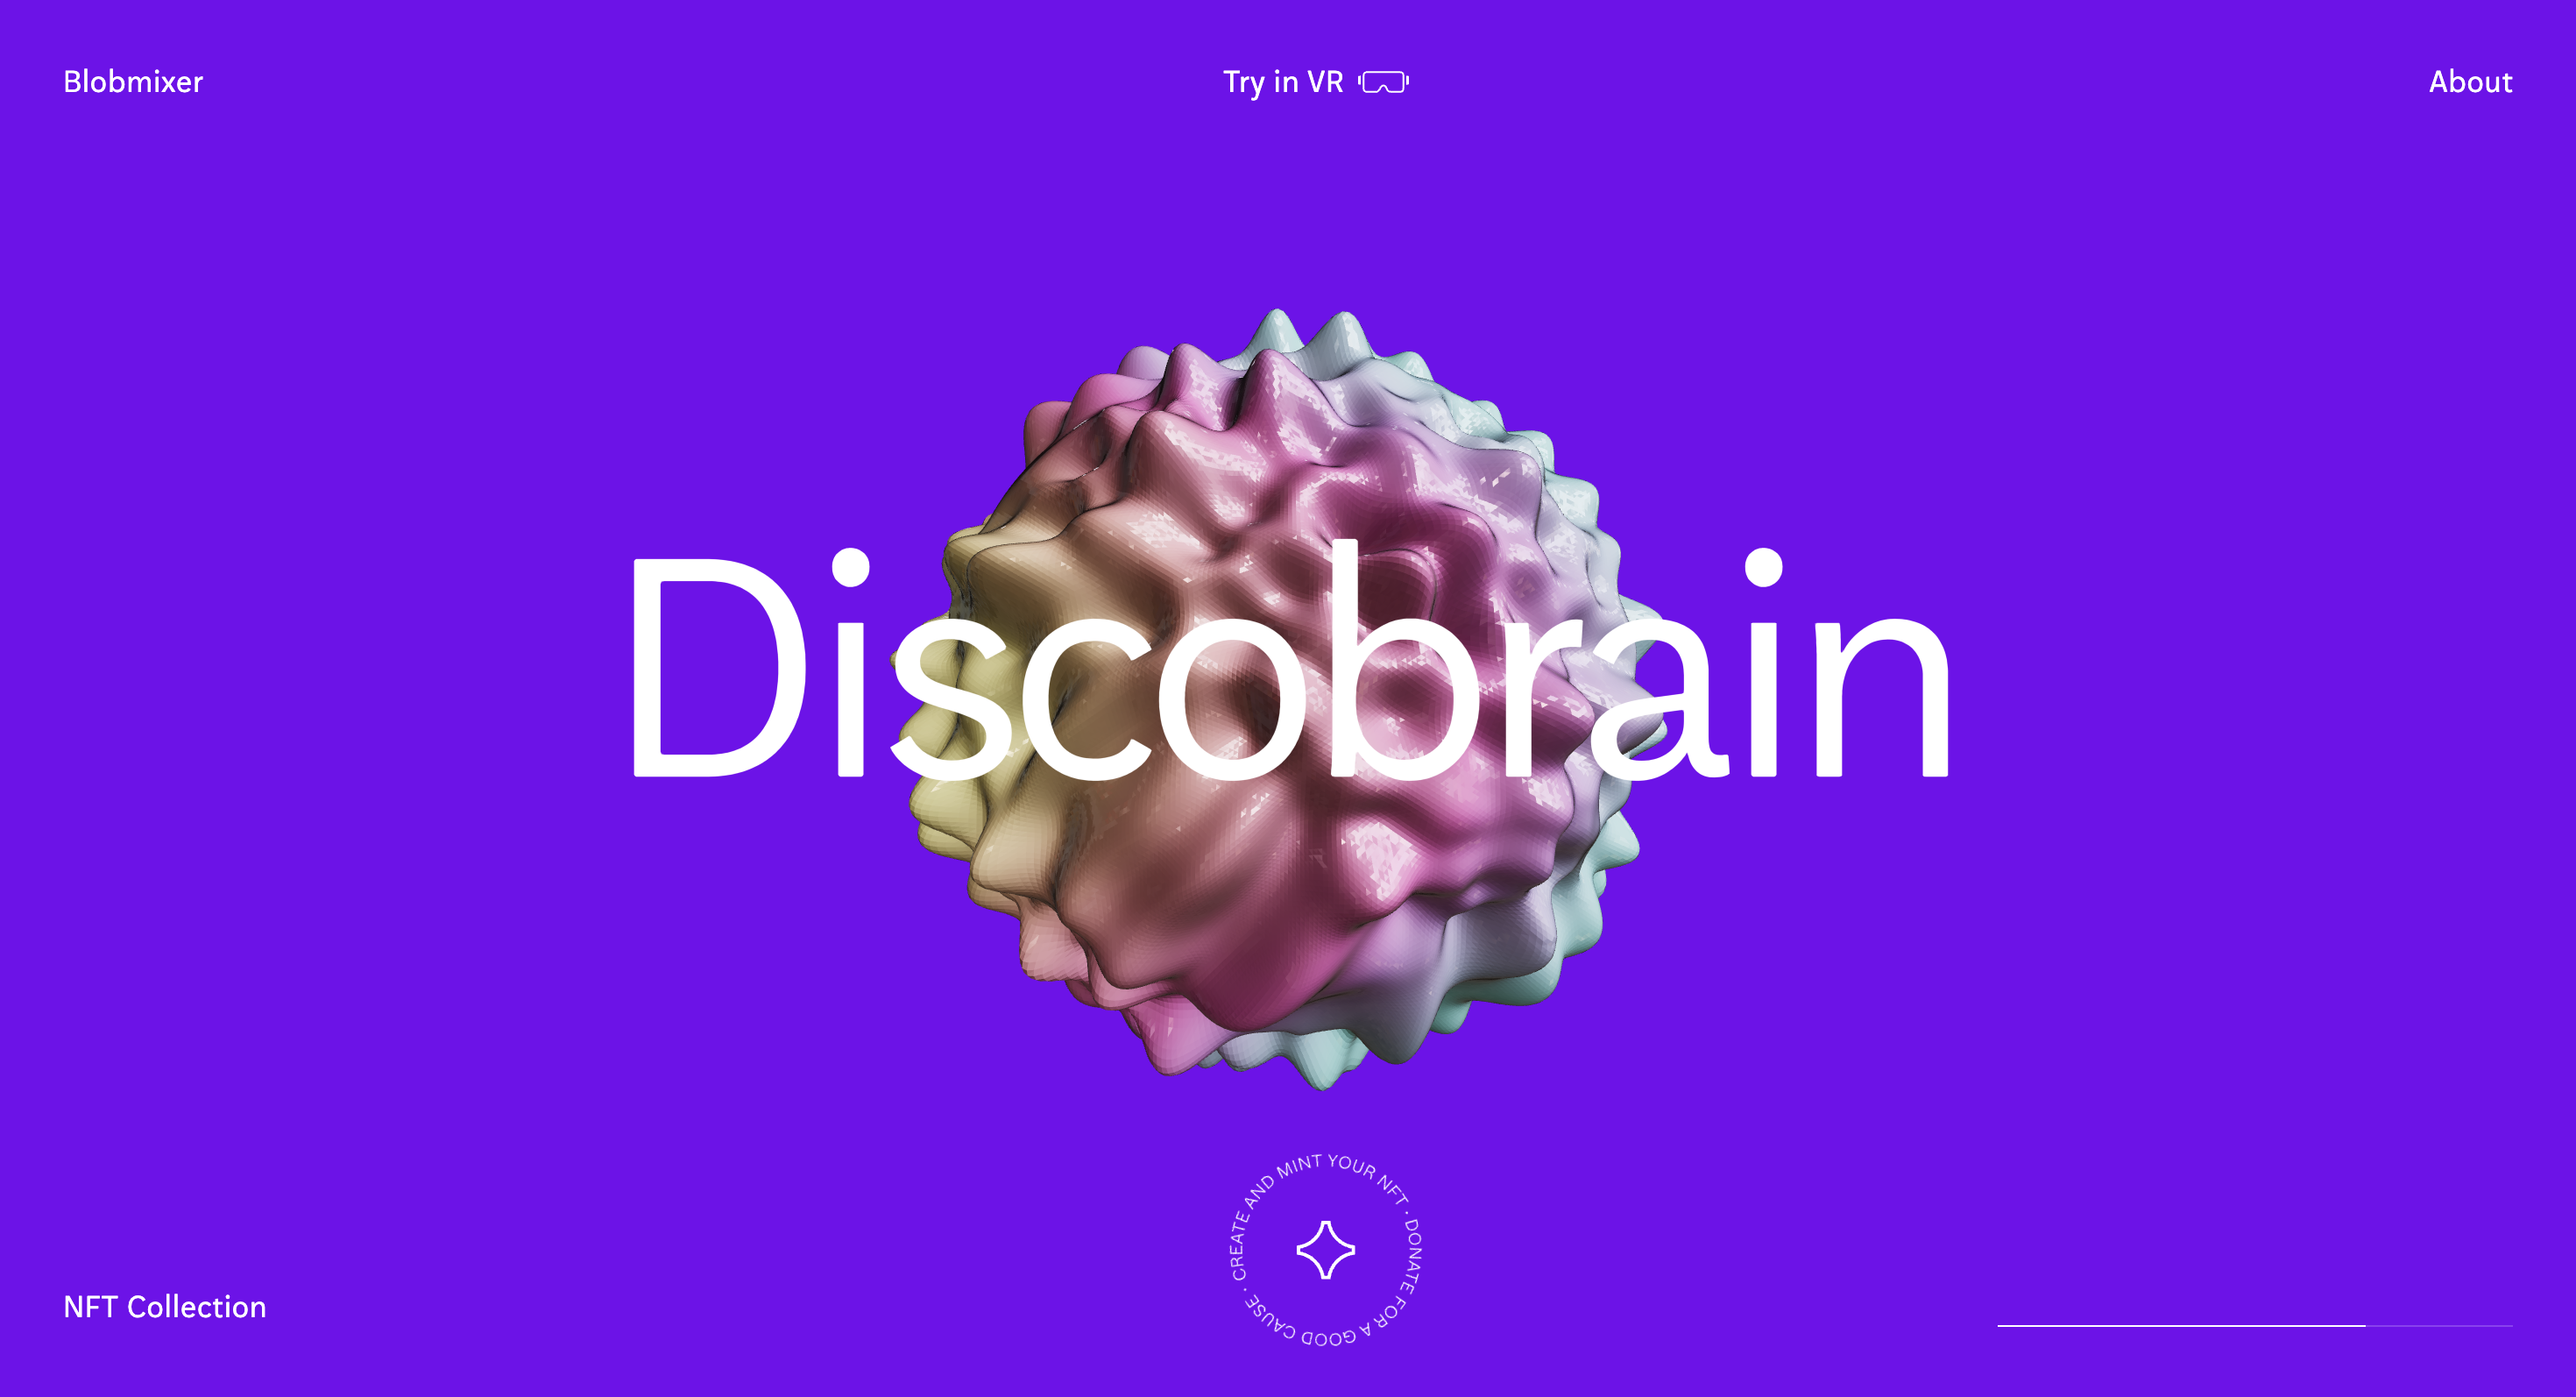 Blobmixer
Try in VR
About
Discobrain
CREATE AND MINT YOUR NFT · DONATE FOR A GOOD CAUSE ·
NFT Collection